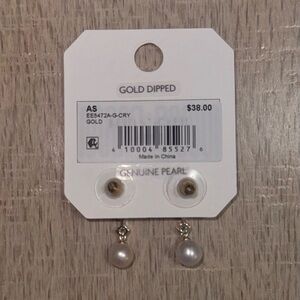 GOLD DIPPED
AS $38.00
EE5472A-G-CRY
GOLD
4 10004 85527 6
Made In China
GENUINE PEARL